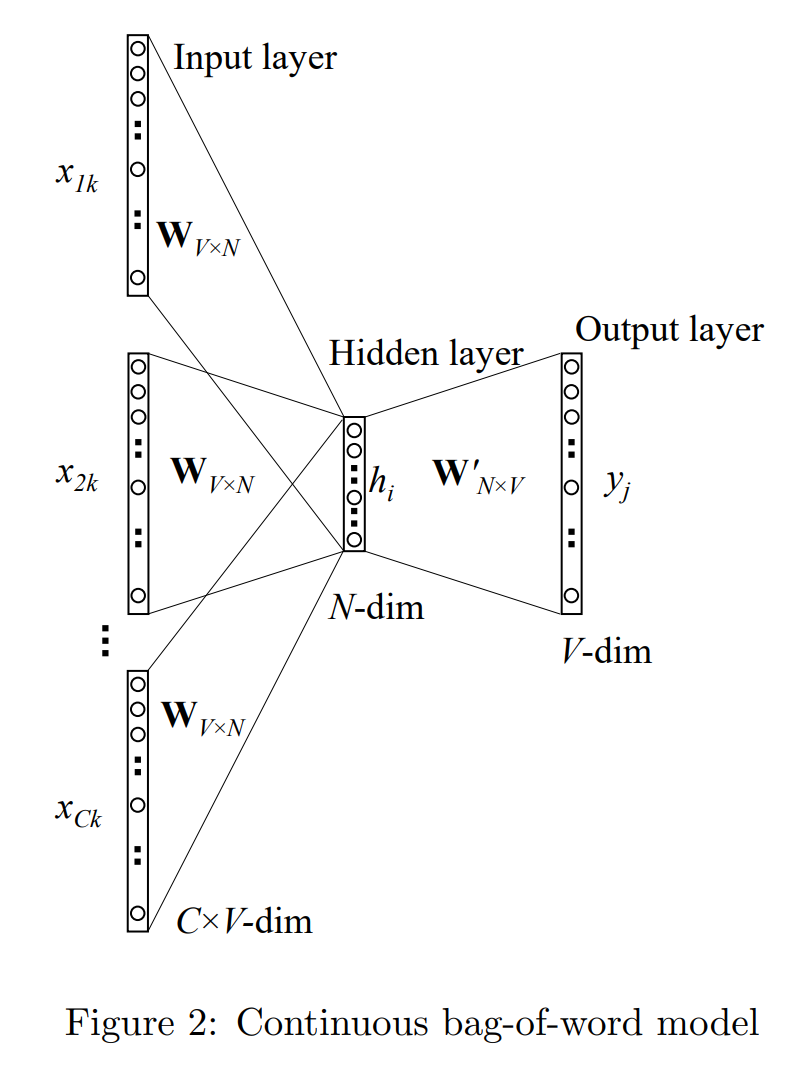 Input layer
x1k
WV×N
Output layer
Hidden layer
x2k
WV×N
hi
W′N×V
yj
N-dim
V-dim
WV×N
xCk
C×V-dim
Figure 2: Continuous bag-of-word model